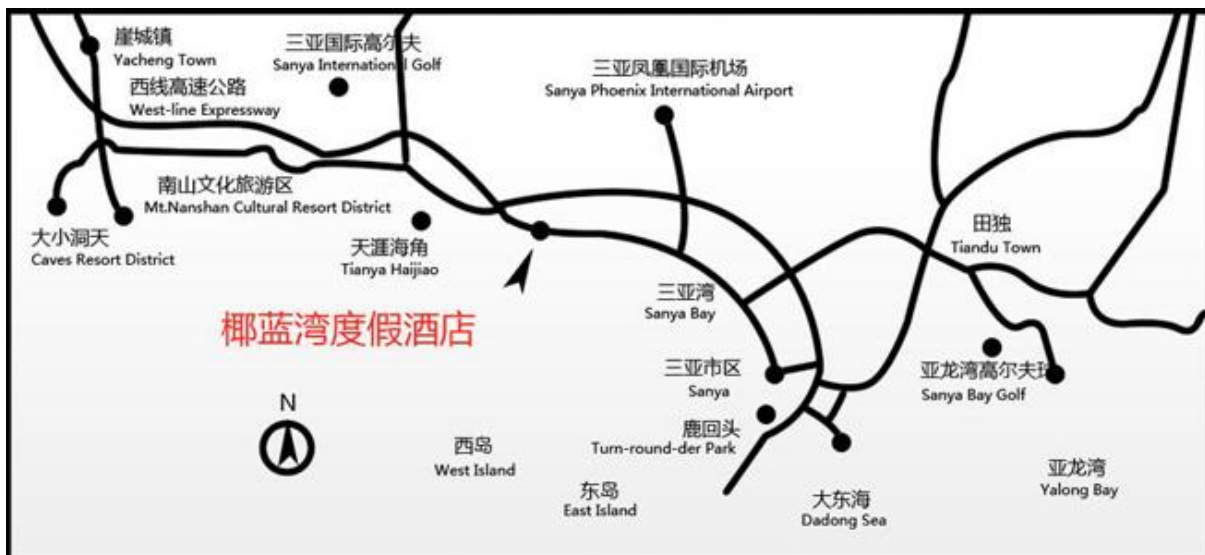 崖城镇
Yacheng Town
三亚国际高尔夫
Sanya International Golf
西线高速公路
West-line Expressway
三亚凤凰国际机场
Sanya Phoenix International Airport
南山文化旅游区
Mt.Nanshan Cultural Resort District
大小洞天
Caves Resort District
天涯海角
Tianya Haijiao
田独
Tiandu Town
三亚湾
Sanya Bay
椰蓝湾度假酒店
三亚市区
Sanya
亚龙湾高尔夫球
Sanya Bay Golf
鹿回头
Turn-round-der Park
N
西岛
West Island
东岛
East Island
大东海
Dadong Sea
亚龙湾
Yalong Bay